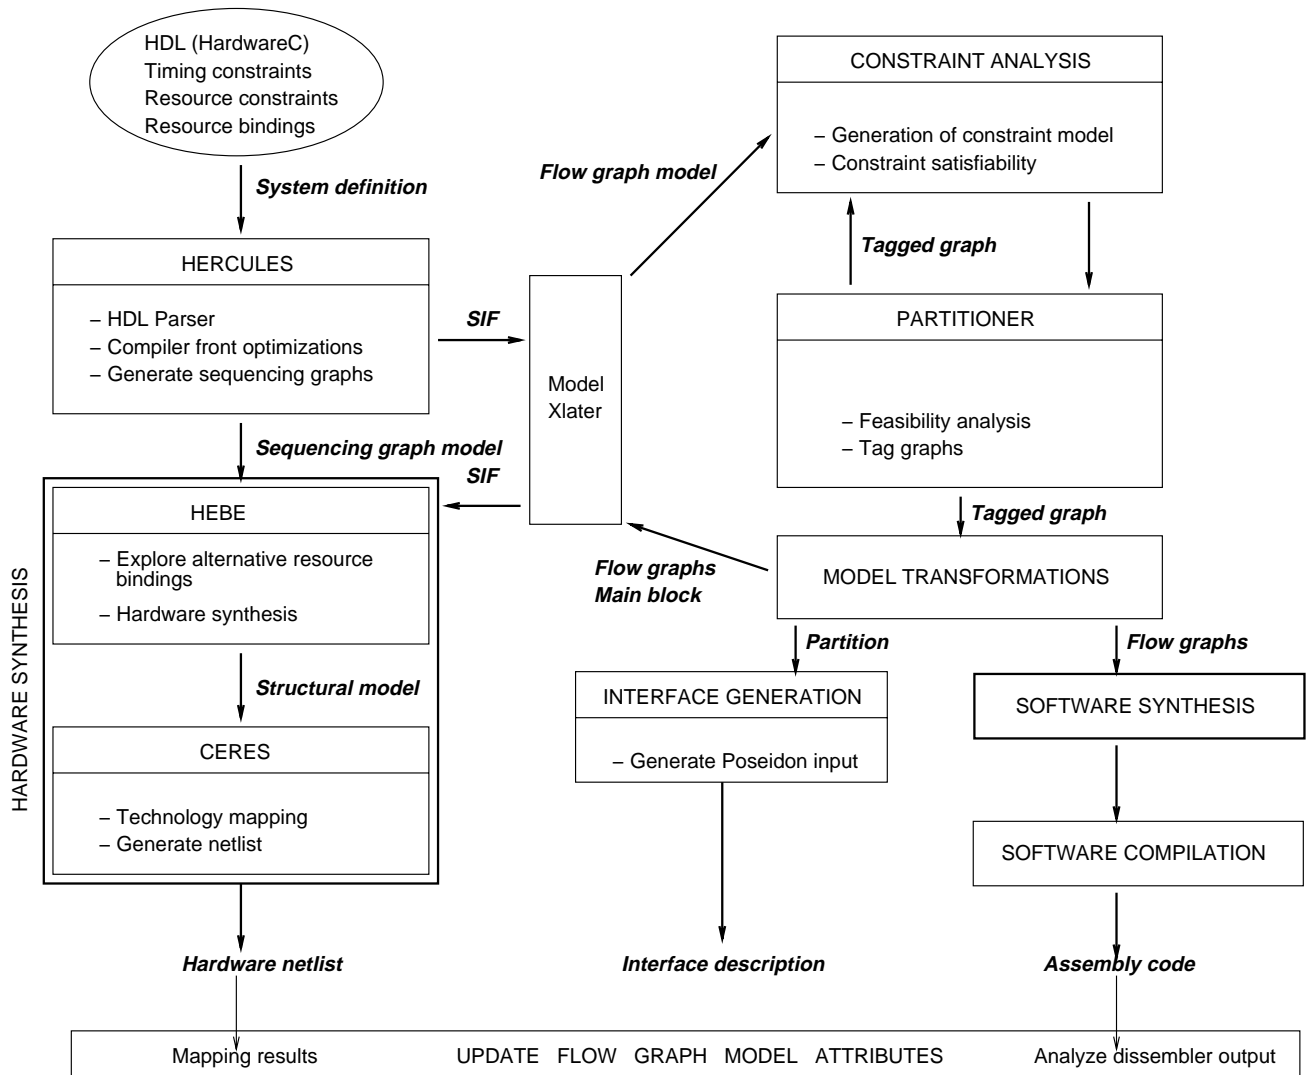 HDL (HardwareC)
Timing constraints
Resource constraints
Resource bindings
System definition
HERCULES
– HDL Parser
– Compiler front optimizations
– Generate sequencing graphs
SIF
Sequencing graph model
SIF
Model
Xlater
Flow graph model
CONSTRAINT ANALYSIS
– Generation of constraint model
– Constraint satisfiability
Tagged graph
PARTITIONER
– Feasibility analysis
– Tag graphs
Tagged graph
MODEL TRANSFORMATIONS
Flow graphs
Main block
HARDWARE SYNTHESIS
HEBE
– Explore alternative resource
bindings
– Hardware synthesis
Structural model
CERES
– Technology mapping
– Generate netlist
Partition
INTERFACE GENERATION
– Generate Poseidon input
Flow graphs
SOFTWARE SYNTHESIS
SOFTWARE COMPILATION
Hardware netlist
Interface description
Assembly code
Mapping results
UPDATE FLOW GRAPH MODEL ATTRIBUTES
Analyze dissembler output